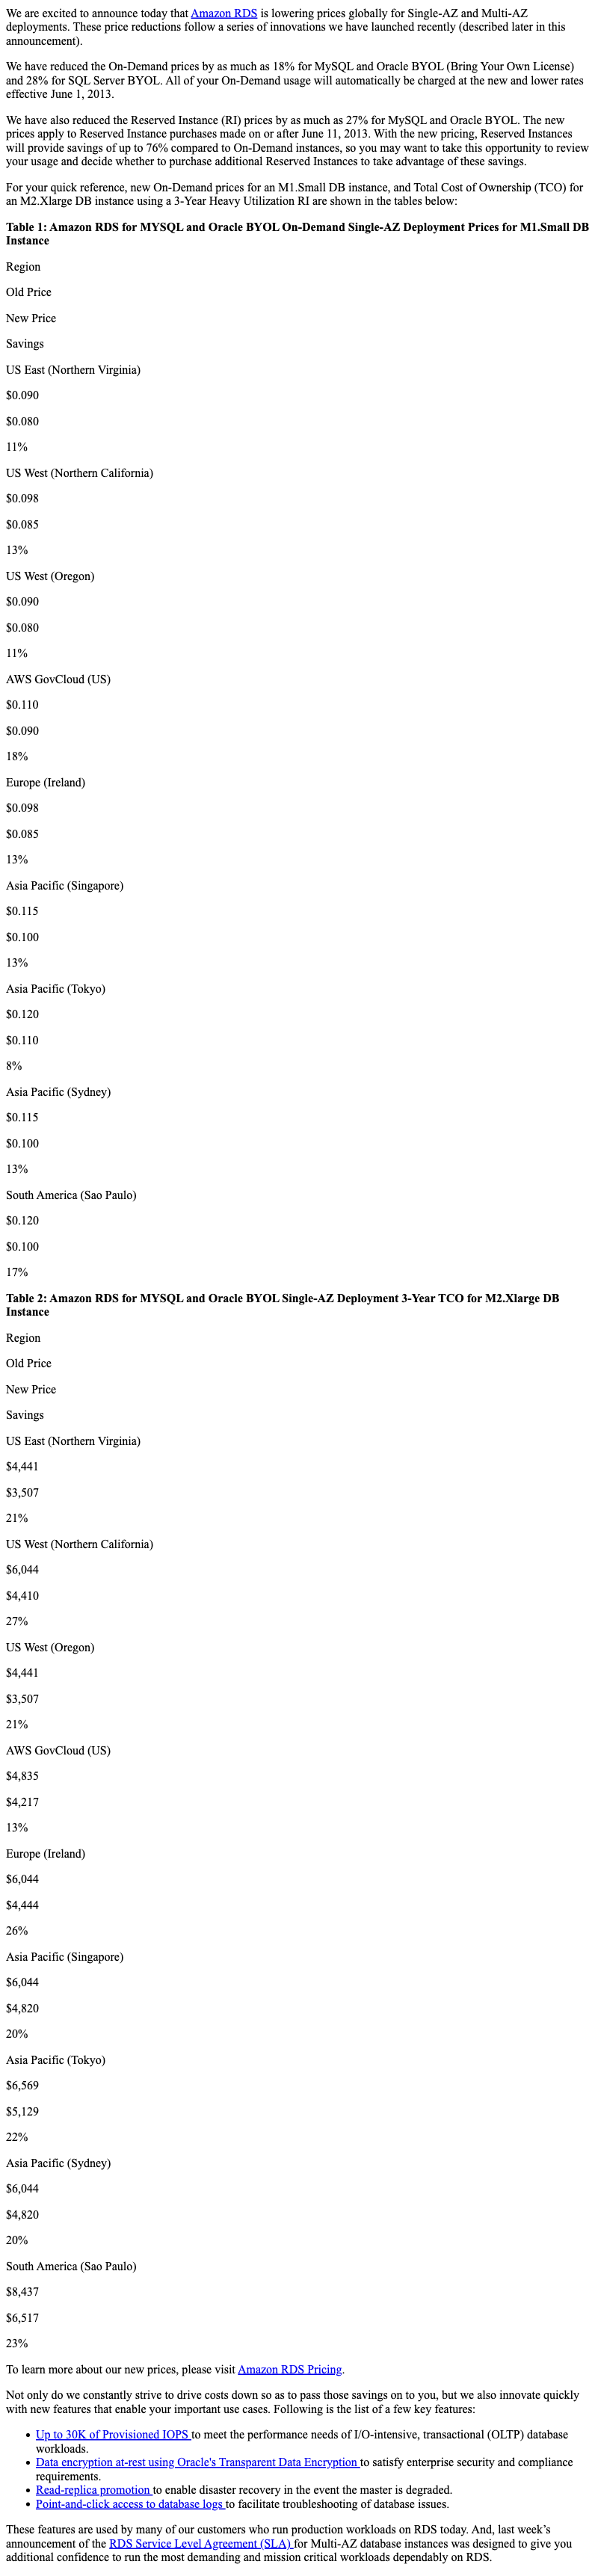 We are excited to announce today that Amazon RDS is lowering prices globally for Single-AZ and Multi-AZ
deployments. These price reductions follow a series of innovations we have launched recently (described later in this
announcement).
We have reduced the On-Demand prices by as much as 18% for MySQL and Oracle BYOL (Bring Your Own License)
and 28% for SQL Server BYOL. All of your On-Demand usage will automatically be charged at the new and lower rates
effective June 1, 2013.
We have also reduced the Reserved Instance (RI) prices by as much as 27% for MySQL and Oracle BYOL. The new
prices apply to Reserved Instance purchases made on or after June 11, 2013. With the new pricing, Reserved Instances
will provide savings of up to 76% compared to On-Demand instances, so you may want to take this opportunity to review
your usage and decide whether to purchase additional Reserved Instances to take advantage of these savings.
For your quick reference, new On-Demand prices for an M1.Small DB instance, and Total Cost of Ownership (TCO) for
an M2.Xlarge DB instance using a 3-Year Heavy Utilization RI are shown in the tables below:
Table 1: Amazon RDS for MYSQL and Oracle BYOL On-Demand Single-AZ Deployment Prices for M1.Small DB
Instance
Region
Old Price
New Price
Savings
US East (Northern Virginia)
$0.090
$0.080
11%
US West (Northern California)
$0.098
$0.085
13%
US West (Oregon)
$0.090
$0.080
11%
AWS GovCloud (US)
$0.110
$0.090
18%
Europe (Ireland)
$0.098
$0.085
13%
Asia Pacific (Singapore)
$0.115
$0.100
13%
Asia Pacific (Tokyo)
$0.120
$0.110
8%
Asia Pacific (Sydney)
$0.115
$0.100
13%
South America (Sao Paulo)
$0.120
$0.100
17%
Table 2: Amazon RDS for MYSQL and Oracle BYOL Single-AZ Deployment 3-Year TCO for M2.Xlarge DB
Instance
Region
Old Price
New Price
Savings
US East (Northern Virginia)
$4,441
$3,507
21%
US West (Northern California)
$6,044
$4,410
27%
US West (Oregon)
$4,441
$3,507
21%
AWS GovCloud (US)
$4,835
$4,217
13%
Europe (Ireland)
$6,044
$4,444
26%
Asia Pacific (Singapore)
$6,044
$4,820
20%
Asia Pacific (Tokyo)
$6,569
$5,129
22%
Asia Pacific (Sydney)
$6,044
$4,820
20%
South America (Sao Paulo)
$8,437
$6,517
23%
To learn more about our new prices, please visit Amazon RDS Pricing.
Not only do we constantly strive to drive costs down so as to pass those savings on to you, but we also innovate quickly
with new features that enable your important use cases. Following is the list of a few key features:
• Up to 30K of Provisioned IOPS to meet the performance needs of I/O-intensive, transactional (OLTP) database
workloads.
• Data encryption at-rest using Oracle's Transparent Data Encryption to satisfy enterprise security and compliance
requirements.
• Read-replica promotion to enable disaster recovery in the event the master is degraded.
• Point-and-click access to database logs to facilitate troubleshooting of database issues.
These features are used by many of our customers who run production workloads on RDS today. And, last week’s
announcement of the RDS Service Level Agreement (SLA) for Multi-AZ database instances was designed to give you
additional confidence to run the most demanding and mission critical workloads dependably on RDS.